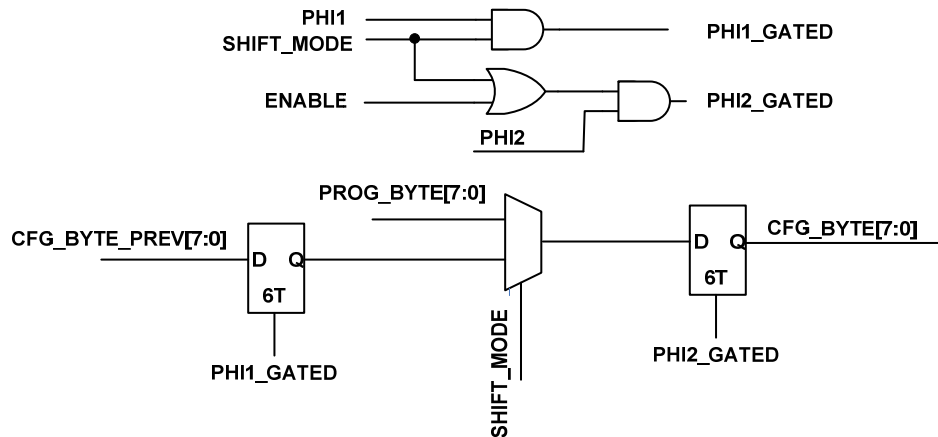 PHI1
PHI1_GATED
SHIFT_MODE
ENABLE
PHI2_GATED
PHI2
PROG_BYTE[7:0]
CFG_BYTE_PREV[7:0]
CFG_BYTE[7:0]
D Q
6T
D Q
6T
PHI1_GATED
SHIFT_MODE
PHI2_GATED